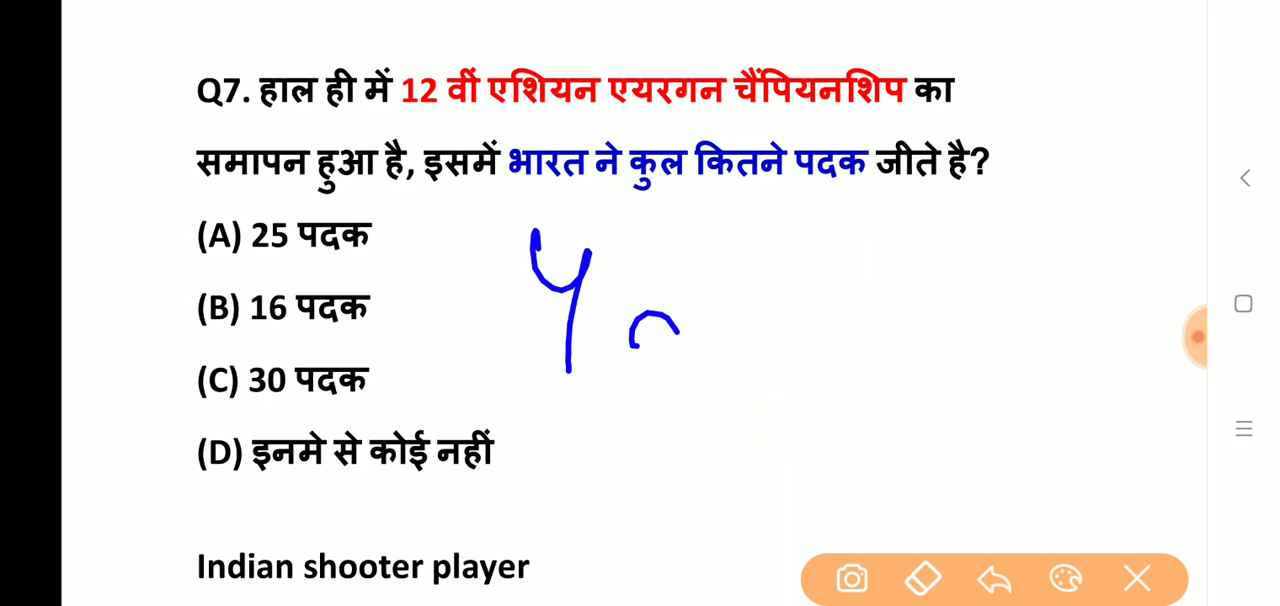 Q7. हाल ही में 12 वीं एशियन एयरगन चैंपियनशिप का
समापन हुआ है, इसमें भारत ने कुल कितने पदक जीते है?
(A) 25 पदक
(B) 16 पदक
(C) 30 पदक
(D) इनमे से कोई नहीं
Indian shooter player